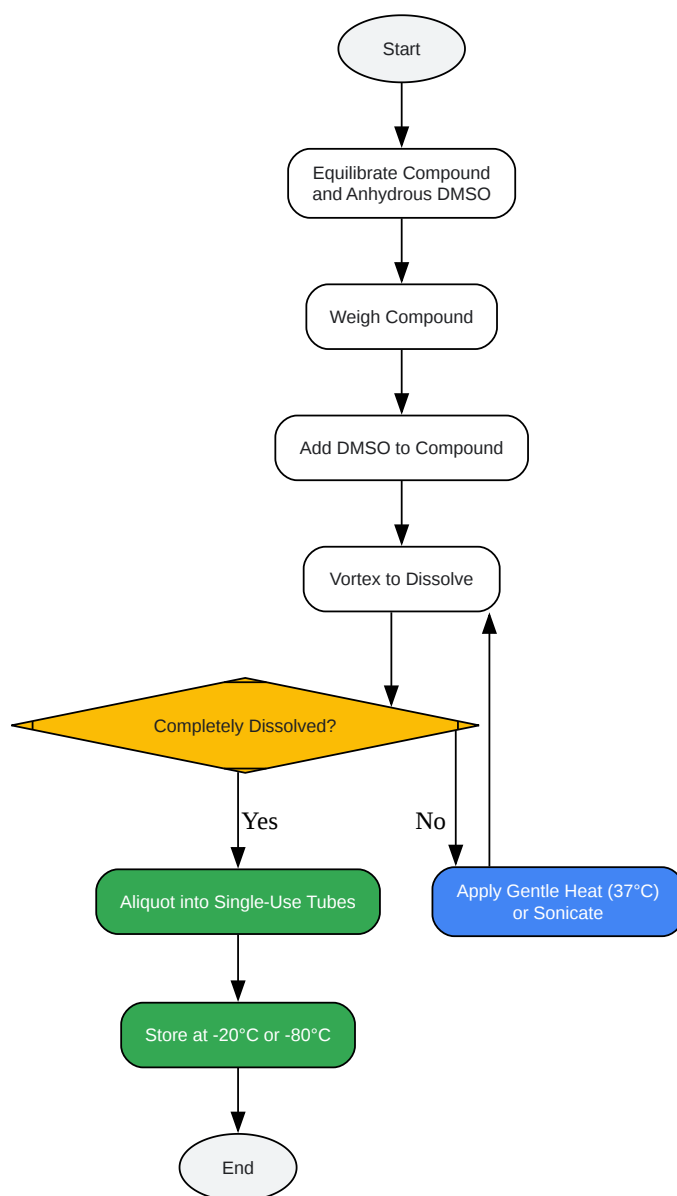 Start
Equilibrate Compound
and Anhydrous DMSO
Weigh Compound
Add DMSO to Compound
Vortex to Dissolve
Completely Dissolved?
Yes
No
Aliquot into Single-Use Tubes
Apply Gentle Heat (37°C)
or Sonicate
Store at -20°C or -80°C
End